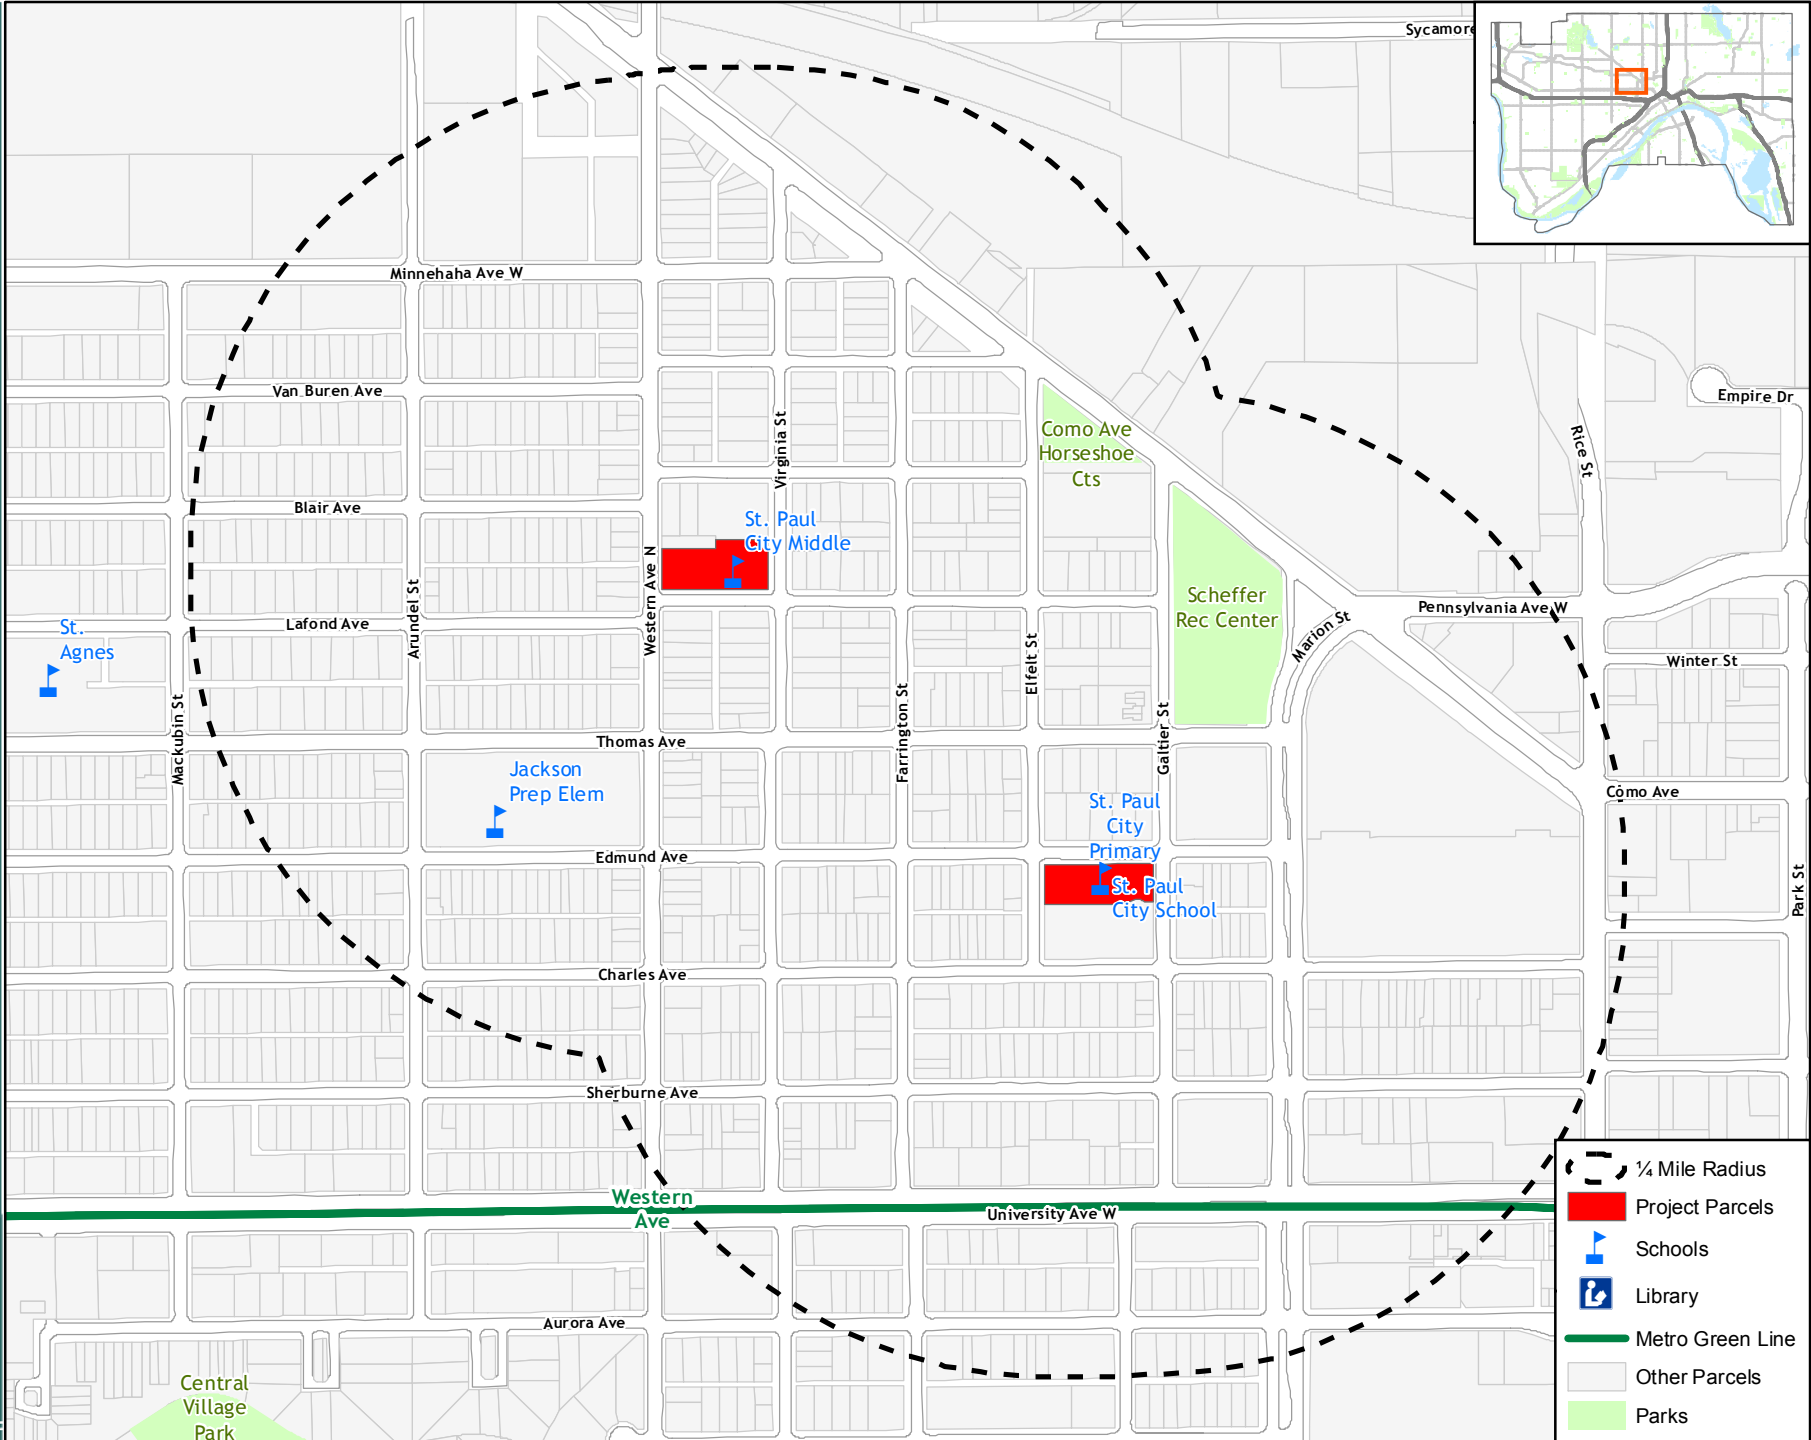 Sycamore
Minnehaha Ave W
Van Buren Ave
Empire Dr
Virginia St
Como Ave
Horseshoe
Cts
Rice St
Blair Ave
St. Paul
City Middle
Western Ave N
Arundel St
Scheffer
Rec Center
Pennsylvania Ave W
Marion St
Lafond Ave
St.
Agnes
Elfelt St
Winter St
Mackubin St
Farrington St
Galtier St
Thomas Ave
Jackson
Prep Elem
St. Paul
City
Primary
Como Ave
Edmund Ave
St. Paul
City School
Park St
Charles Ave
Sherburne Ave
Western
Ave
University Ave W
Aurora Ave
Central
Village
Park
¼ Mile Radius
Project Parcels
Schools
Library
Metro Green Line
Other Parcels
Parks